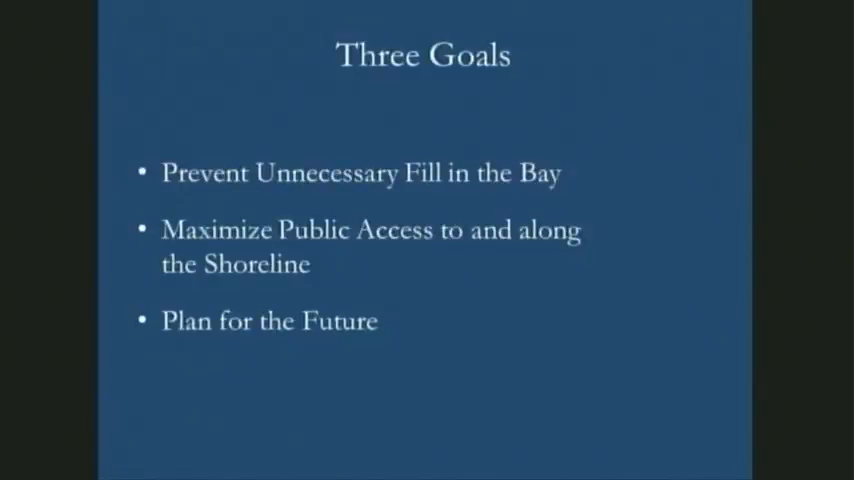 Three Goals
• Prevent Unnecessary Fill in the Bay
• Maximize Public Access to and along
the Shoreline
• Plan for the Future